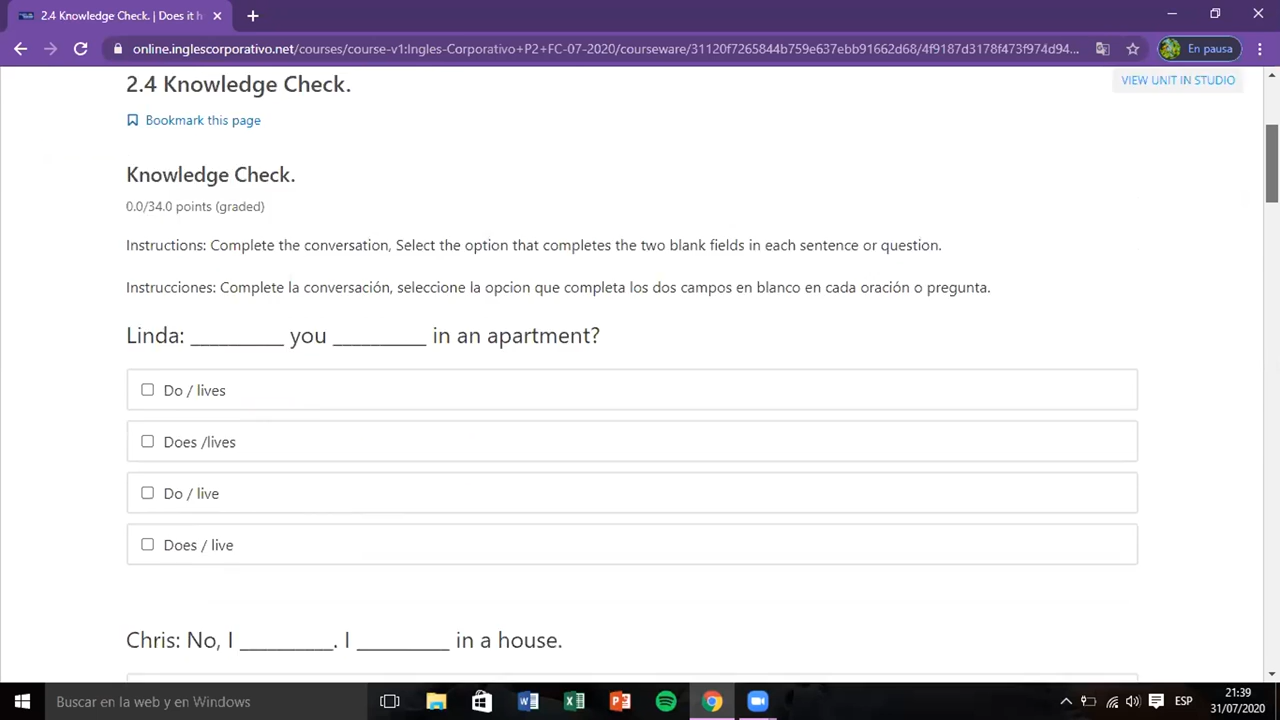 2.4 Knowledge Check. | Does it h
online.inglescorporativo.net/courses/course-v1:Ingles-Corporativo+P2+FC-07-2020/courseware/31120f7265844b759e637ebb91662d68/4f9187d3178f473f974d94...
En pausa
2.4 Knowledge Check.
VIEW UNIT IN STUDIO
Bookmark this page
Knowledge Check.
0.0/34.0 points (graded)
Instructions: Complete the conversation, Select the option that completes the two blank fields in each sentence or question.
Instrucciones: Complete la conversación, seleccione la opcion que completa los dos campos en blanco en cada oración o pregunta.
Linda: __________ you __________ in an apartment?
Do / lives
Does /lives
Do / live
Does / live
Chris: No, I __________. I __________ in a house.
Buscar en la web y en Windows
ESP
21:39
31/07/2020